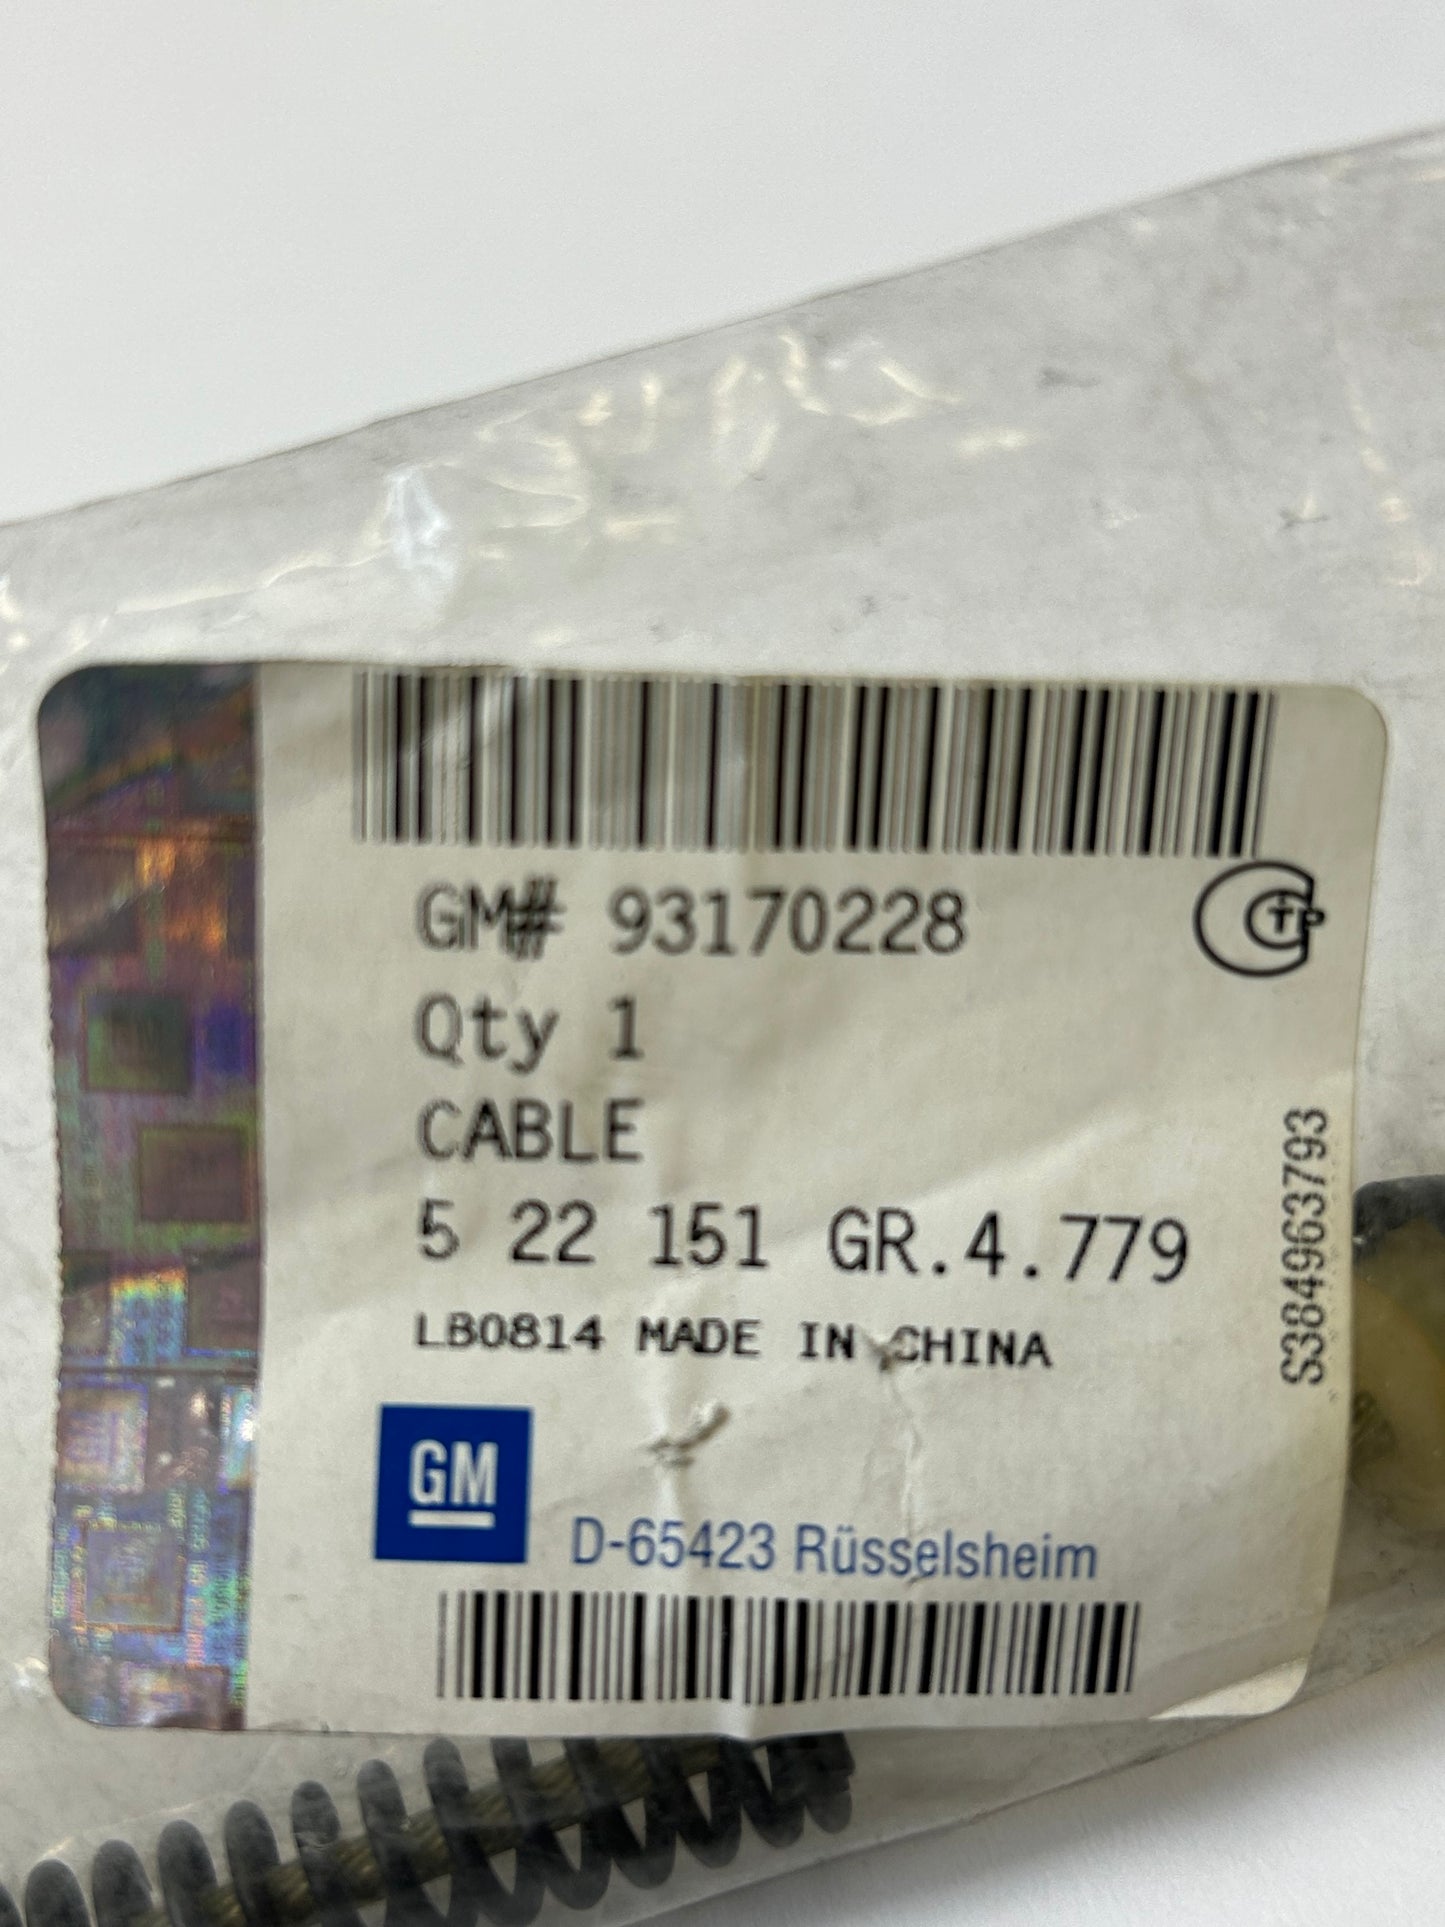 GM# 93170228
Qty 1
CABLE
5 22 151 GR.4.779
LB0814 MADE IN CHINA
S384963793
GM
D-65423 Rüsselsheim